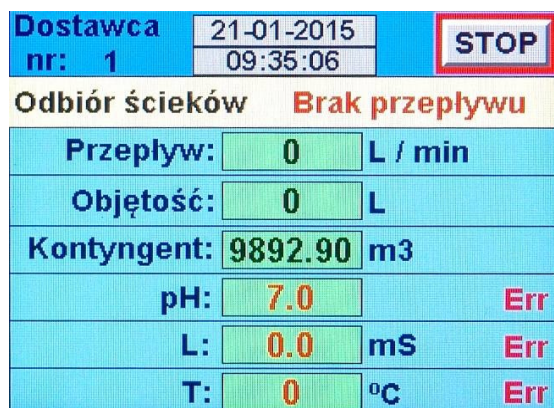 Dostawca 21-01-2015 STOP
nr: 1 09:35:06
Odbiór ścieków Brak przepływu
Przepływ: 0 L / min
Objętość: 0 L
Kontyngent: 9892.90 m3
pH: 7.0 Err
L: 0.0 mS Err
T: 0 ºC Err